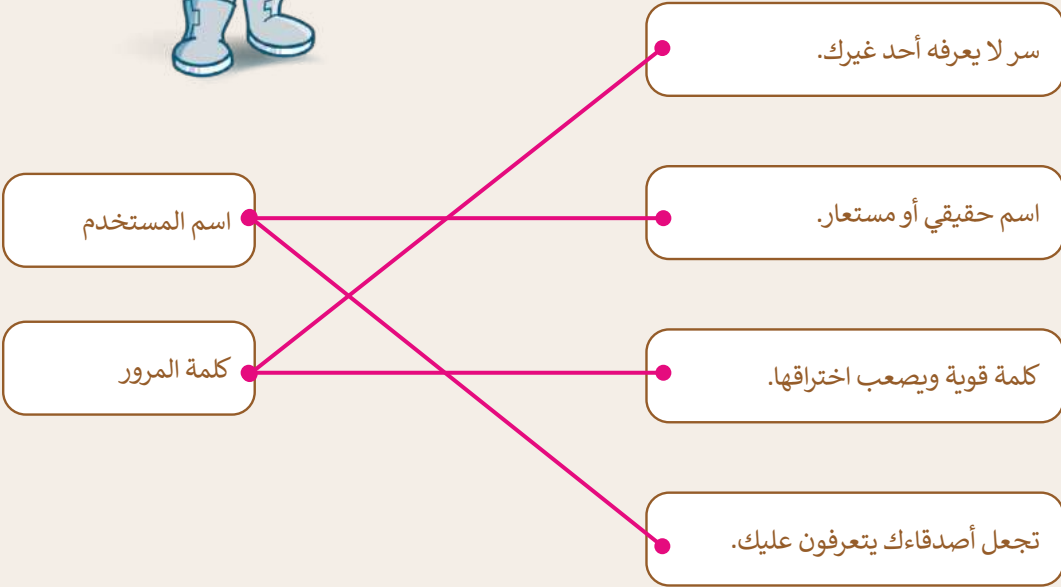 سر لا يعرفه أحد غيرك.
اسم حقيقي أو مستعار.
اسم المستخدم
كلمة قوية ويصعب اختراقها.
كلمة المرور
تجعل أصدقاءك يتعرفون عليك.